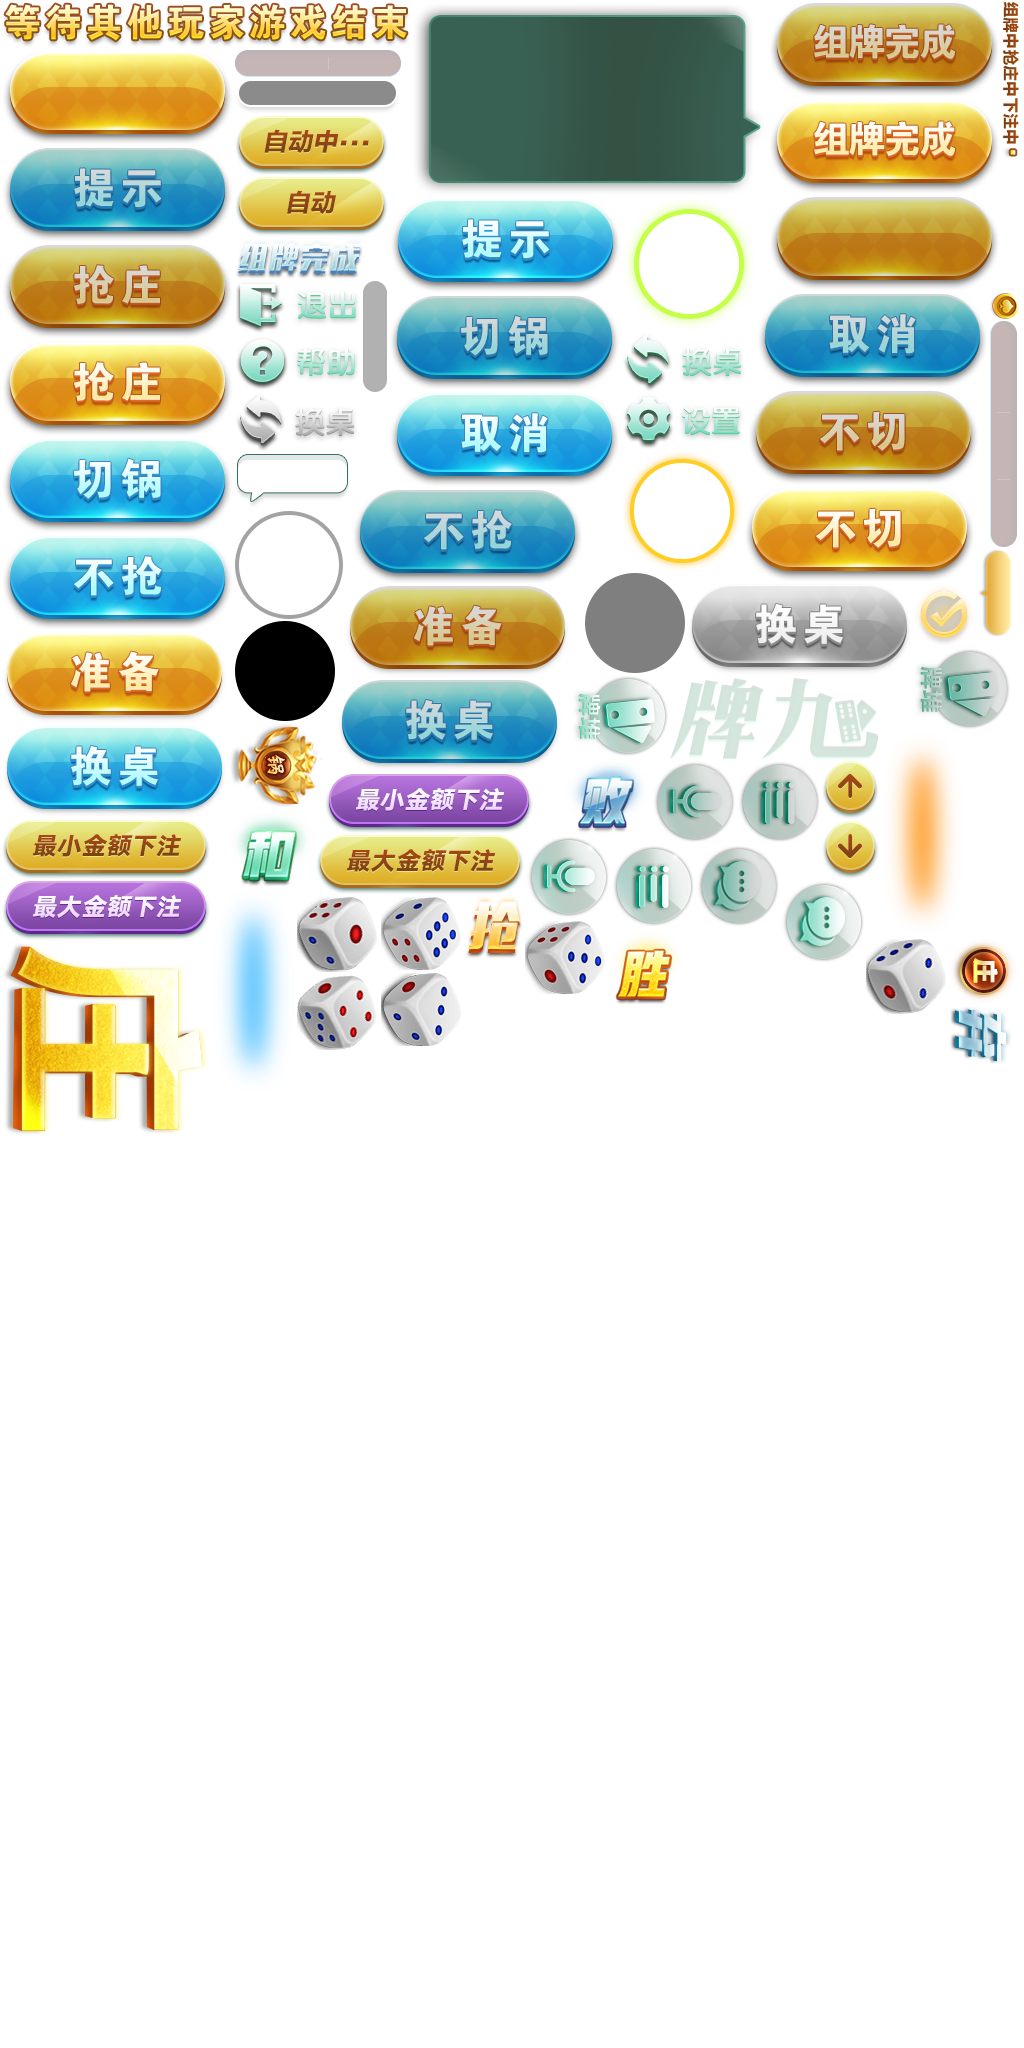 等待其他玩家游戏结束
组牌完成
组牌中抢庄中下注中
组牌完成
自动中···
提示
自动
提示
组牌完成
抢庄
退出
切锅
取消
帮助
换桌
抢庄
换桌
取消
设置
不切
切锅
不抢
不切
不抢
准备
换桌
准备
换桌
牌九
换桌
锅
最小金额下注
败
最小金额下注
和
最大金额下注
最大金额下注
抢
胜
庄
弃
庄